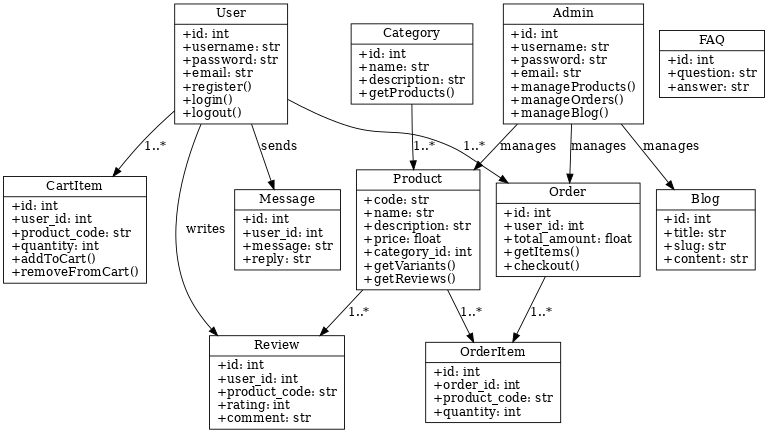 User
+id: int
+username: str
+password: str
+email: str
+register()
+login()
+logout()
Category
+id: int
+name: str
+description: str
+getProducts()
Admin
+id: int
+username: str
+password: str
+email: str
+manageProducts()
+manageOrders()
+manageBlog()
FAQ
+id: int
+question: str
+answer: str
1..*
sends
1..*
1..*
manages
manages
manages
CartItem
+id: int
+user_id: int
+product_code: str
+quantity: int
+addToCart()
+removeFromCart()
writes
Message
+id: int
+user_id: int
+message: str
+reply: str
Product
+code: str
+name: str
+description: str
+price: float
+category_id: int
+getVariants()
+getReviews()
Order
+id: int
+user_id: int
+total_amount: float
+getItems()
+checkout()
Blog
+id: int
+title: str
+slug: str
+content: str
1..*
1..*
1..*
Review
+id: int
+user_id: int
+product_code: str
+rating: int
+comment: str
OrderItem
+id: int
+order_id: int
+product_code: str
+quantity: int